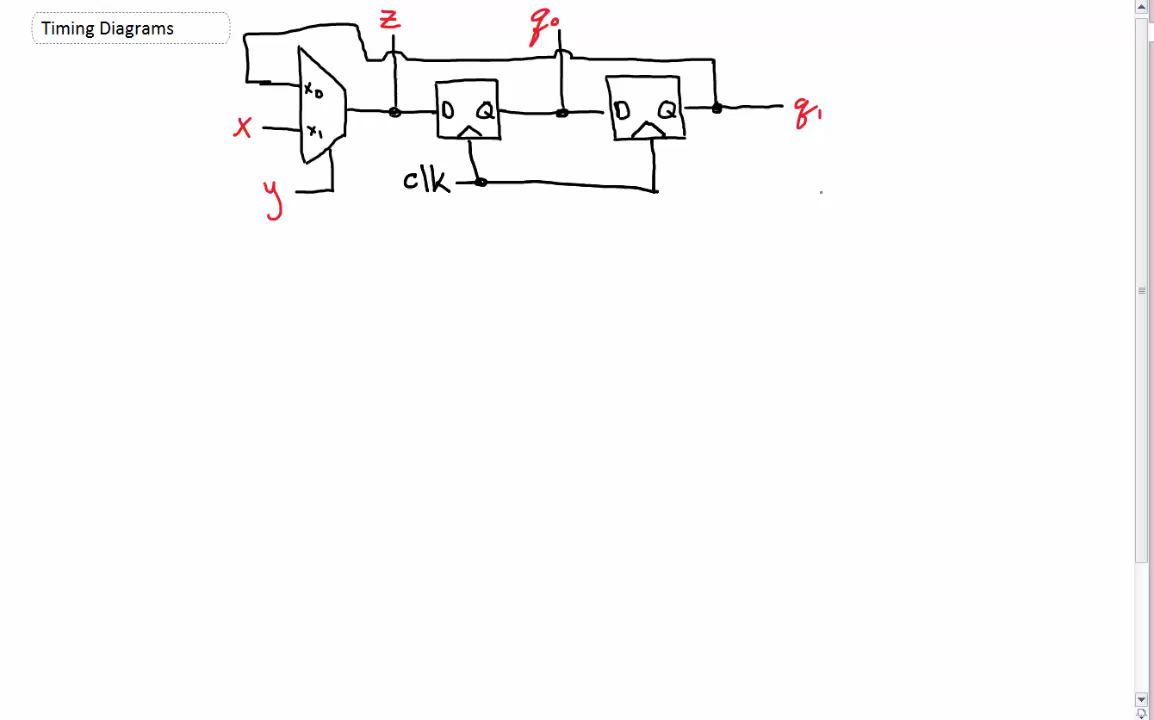 Timing Diagrams
z
q0
x0
D Q
D Q
q1
x
x1
y
clk